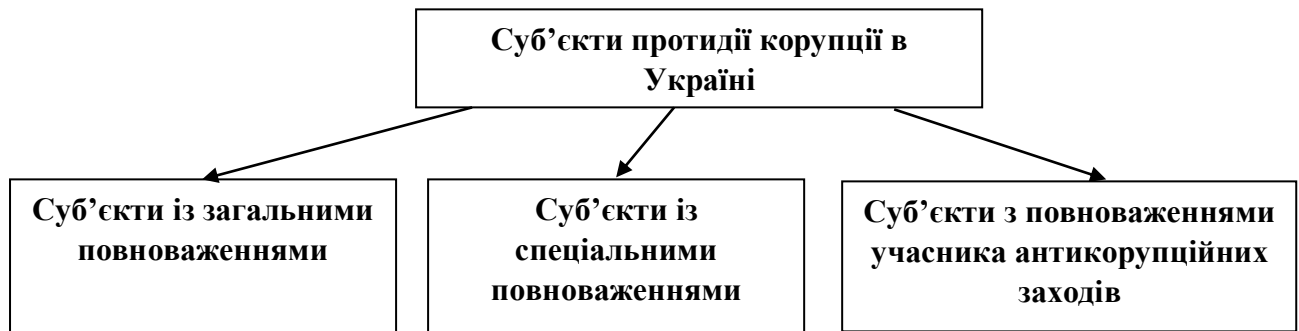 Суб’єкти протидії корупції в
Україні
Суб’єкти із загальними
повноваженнями
Суб’єкти із
спеціальними
повноваженнями
Суб’єкти з повноваженнями
учасника антикорупційних
заходів